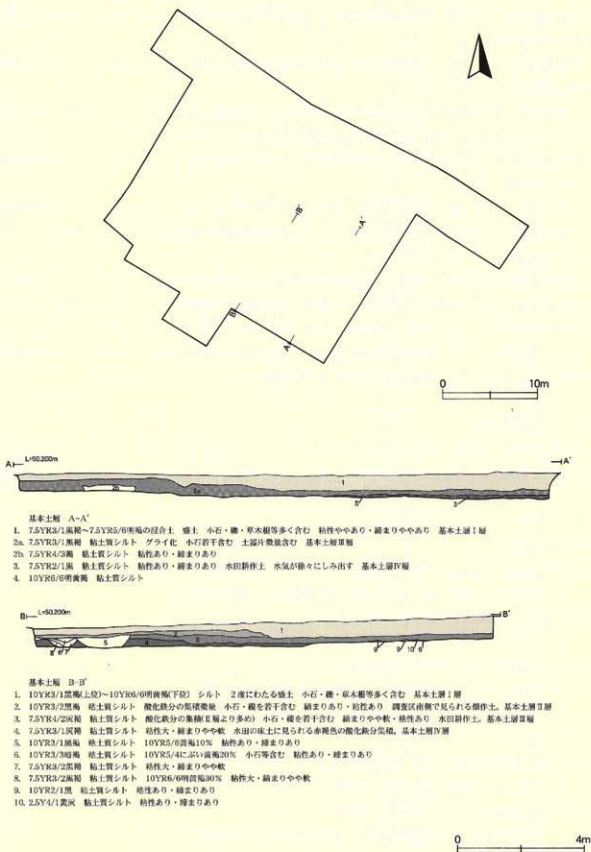 B'
A'
B
A
0 10m
A L=50.200m A'
1
2b
2a
5 3
基本土層 A-A'
1. 7.5YR3/1黒褐~7.5YR5/6明褐の混合土 盛土 小石・礫・草木根等多く含む 粘性ややあり・締まりややあり 基本土層Ⅰ層
2a. 7.5YR3/1黒褐 粘土質シルト グライ化 小石若干含む 土器片微量含む 基本土層Ⅲ層
2b. 7.5YR4/3褐 粘土質シルト 粘性あり・締まりあり
3. 7.5YR2/1黒 粘土質シルト 粘性あり・締まりあり 水田耕作土 水気が徐々にしみ出す 基本土層Ⅳ層
4. 10YR6/6明黄褐 粘土質シルト
B L=50.200m B'
1
2
5 4 3
8 6 7 9 9 10 9
基本土層 B-B'
1. 10YR3/1黒褐(上位)~10YR6/6明黄褐(下位) シルト 2度にわたる盛土 小石・礫・草木根等多く含む 基本土層Ⅰ層
2. 10YR3/2黒褐 粘土質シルト 酸化鉄分の集積微量 小石・礫を若干含む 締まりあり・粘性あり 調査区南側で見られる畑作土。基本土層Ⅱ層
3. 7.5YR4/2灰褐 粘土質シルト 酸化鉄分の集積(Ⅱ層より多め) 小石・礫を若干含む 締まりやや軟・粘性あり 水田耕作土。基本土層Ⅲ層
4. 7.5Y3/1灰褐 粘土質シルト 粘性大・締まりやや軟 水田の床土に見られる赤褐色の酸化鉄分集積。基本土層Ⅳ層
5. 10YR3/1黒褐 粘土質シルト 10YR5/6黄褐10% 粘性あり・締まりあり
6. 10YR3/3暗褐 粘土質シルト 10YR5/4にぶい黄褐20% 小石等含む 粘性あり・締まりあり
7. 7.5YR3/2黒褐 粘土質シルト 粘性大・締まりやや軟
8. 7.5YR3/2黒褐 粘土質シルト 10YR6/6明黄褐30% 粘性大・締まりやや軟
9. 10YR2/1黒 粘土質シルト 粘性あり・締まりあり
10. 2.5Y4/1黄灰 粘土質シルト 粘性あり・締まりあり
0 4m